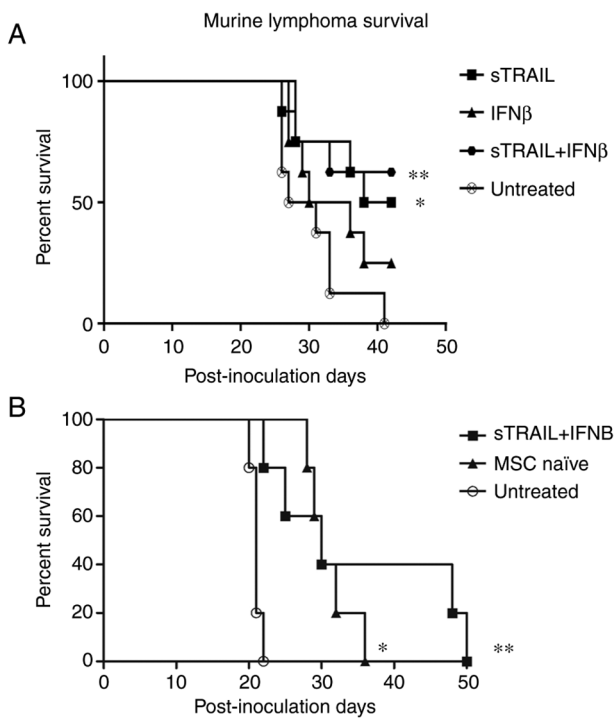 Murine lymphoma survival
A
100
50
0
Percent survival
0 10 20 30 40 50
Post-inoculation days
sTRAIL
IFNβ
sTRAIL+IFNβ
Untreated
**
*
B
100
80
60
40
20
0
Percent survival
0 10 20 30 40 50
Post-inoculation days
sTRAIL+IFNB
MSC naïve
Untreated
* **